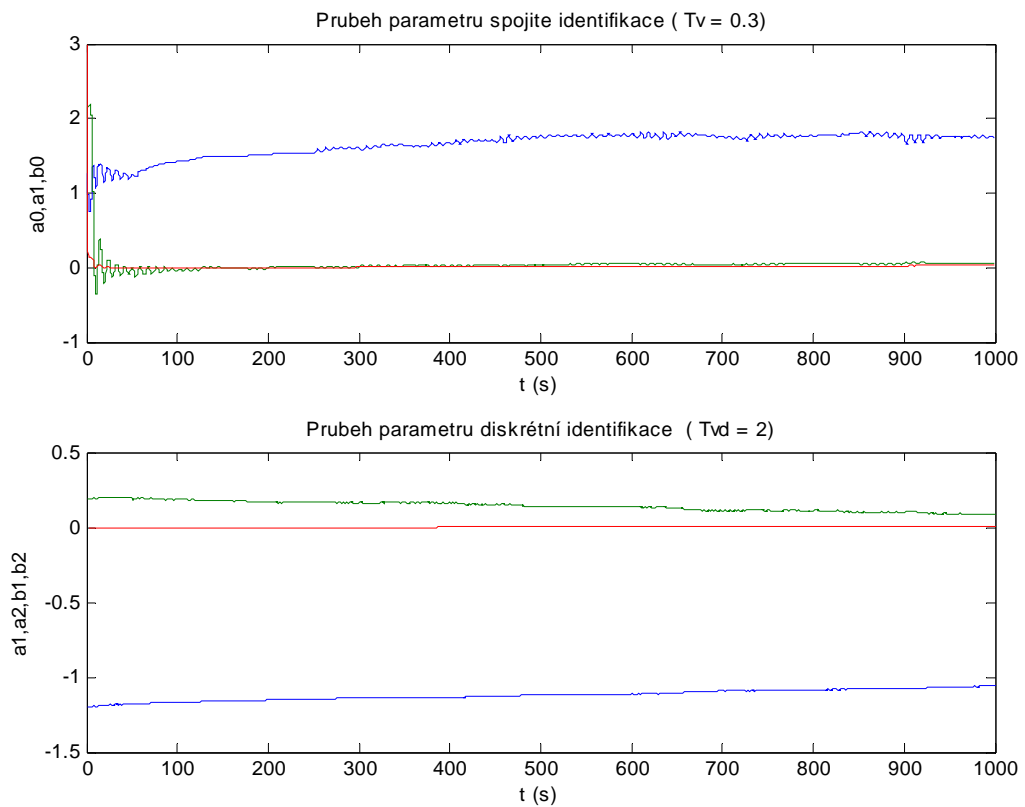 Prubeh parametru spojite identifikace ( Tv = 0.3)
3
2
1
0
-1
a0,a1,b0
0 100 200 300 400 500 600 700 800 900 1000
t (s)
Prubeh parametru diskrétní identifikace ( Tvd = 2)
0.5
0
-0.5
-1
-1.5
a1,a2,b1,b2
0 100 200 300 400 500 600 700 800 900 1000
t (s)